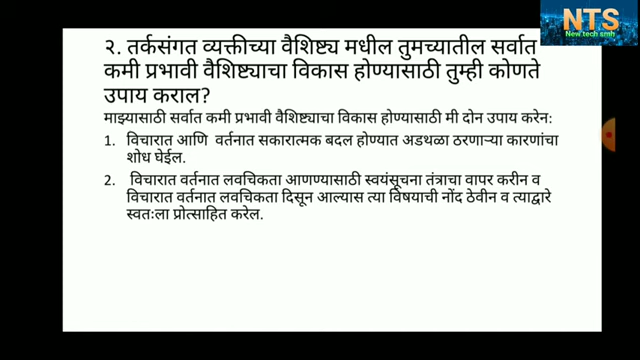 NTS
New tech smh
२. तर्कसंगत व्यक्तीच्या वैशिष्ट्य मधील तुमच्यातील सर्वात
कमी प्रभावी वैशिष्ट्याचा विकास होण्यासाठी तुम्ही कोणते
उपाय कराल?
माझ्यासाठी सर्वात कमी प्रभावी वैशिष्ट्याचा विकास होण्यासाठी मी दोन उपाय करेन:
1. विचारात आणि वर्तनात सकारात्मक बदल होण्यात अडथळा ठरणाऱ्या कारणांचा
शोध घेईल.
2. विचारात वर्तनात लवचिकता आणण्यासाठी स्वयंसूचना तंत्राचा वापर करीन व
विचारात वर्तनात लवचिकता दिसून आल्यास त्या विषयाची नोंद ठेवीन व त्याद्वारे
स्वतःला प्रोत्साहित करेल.